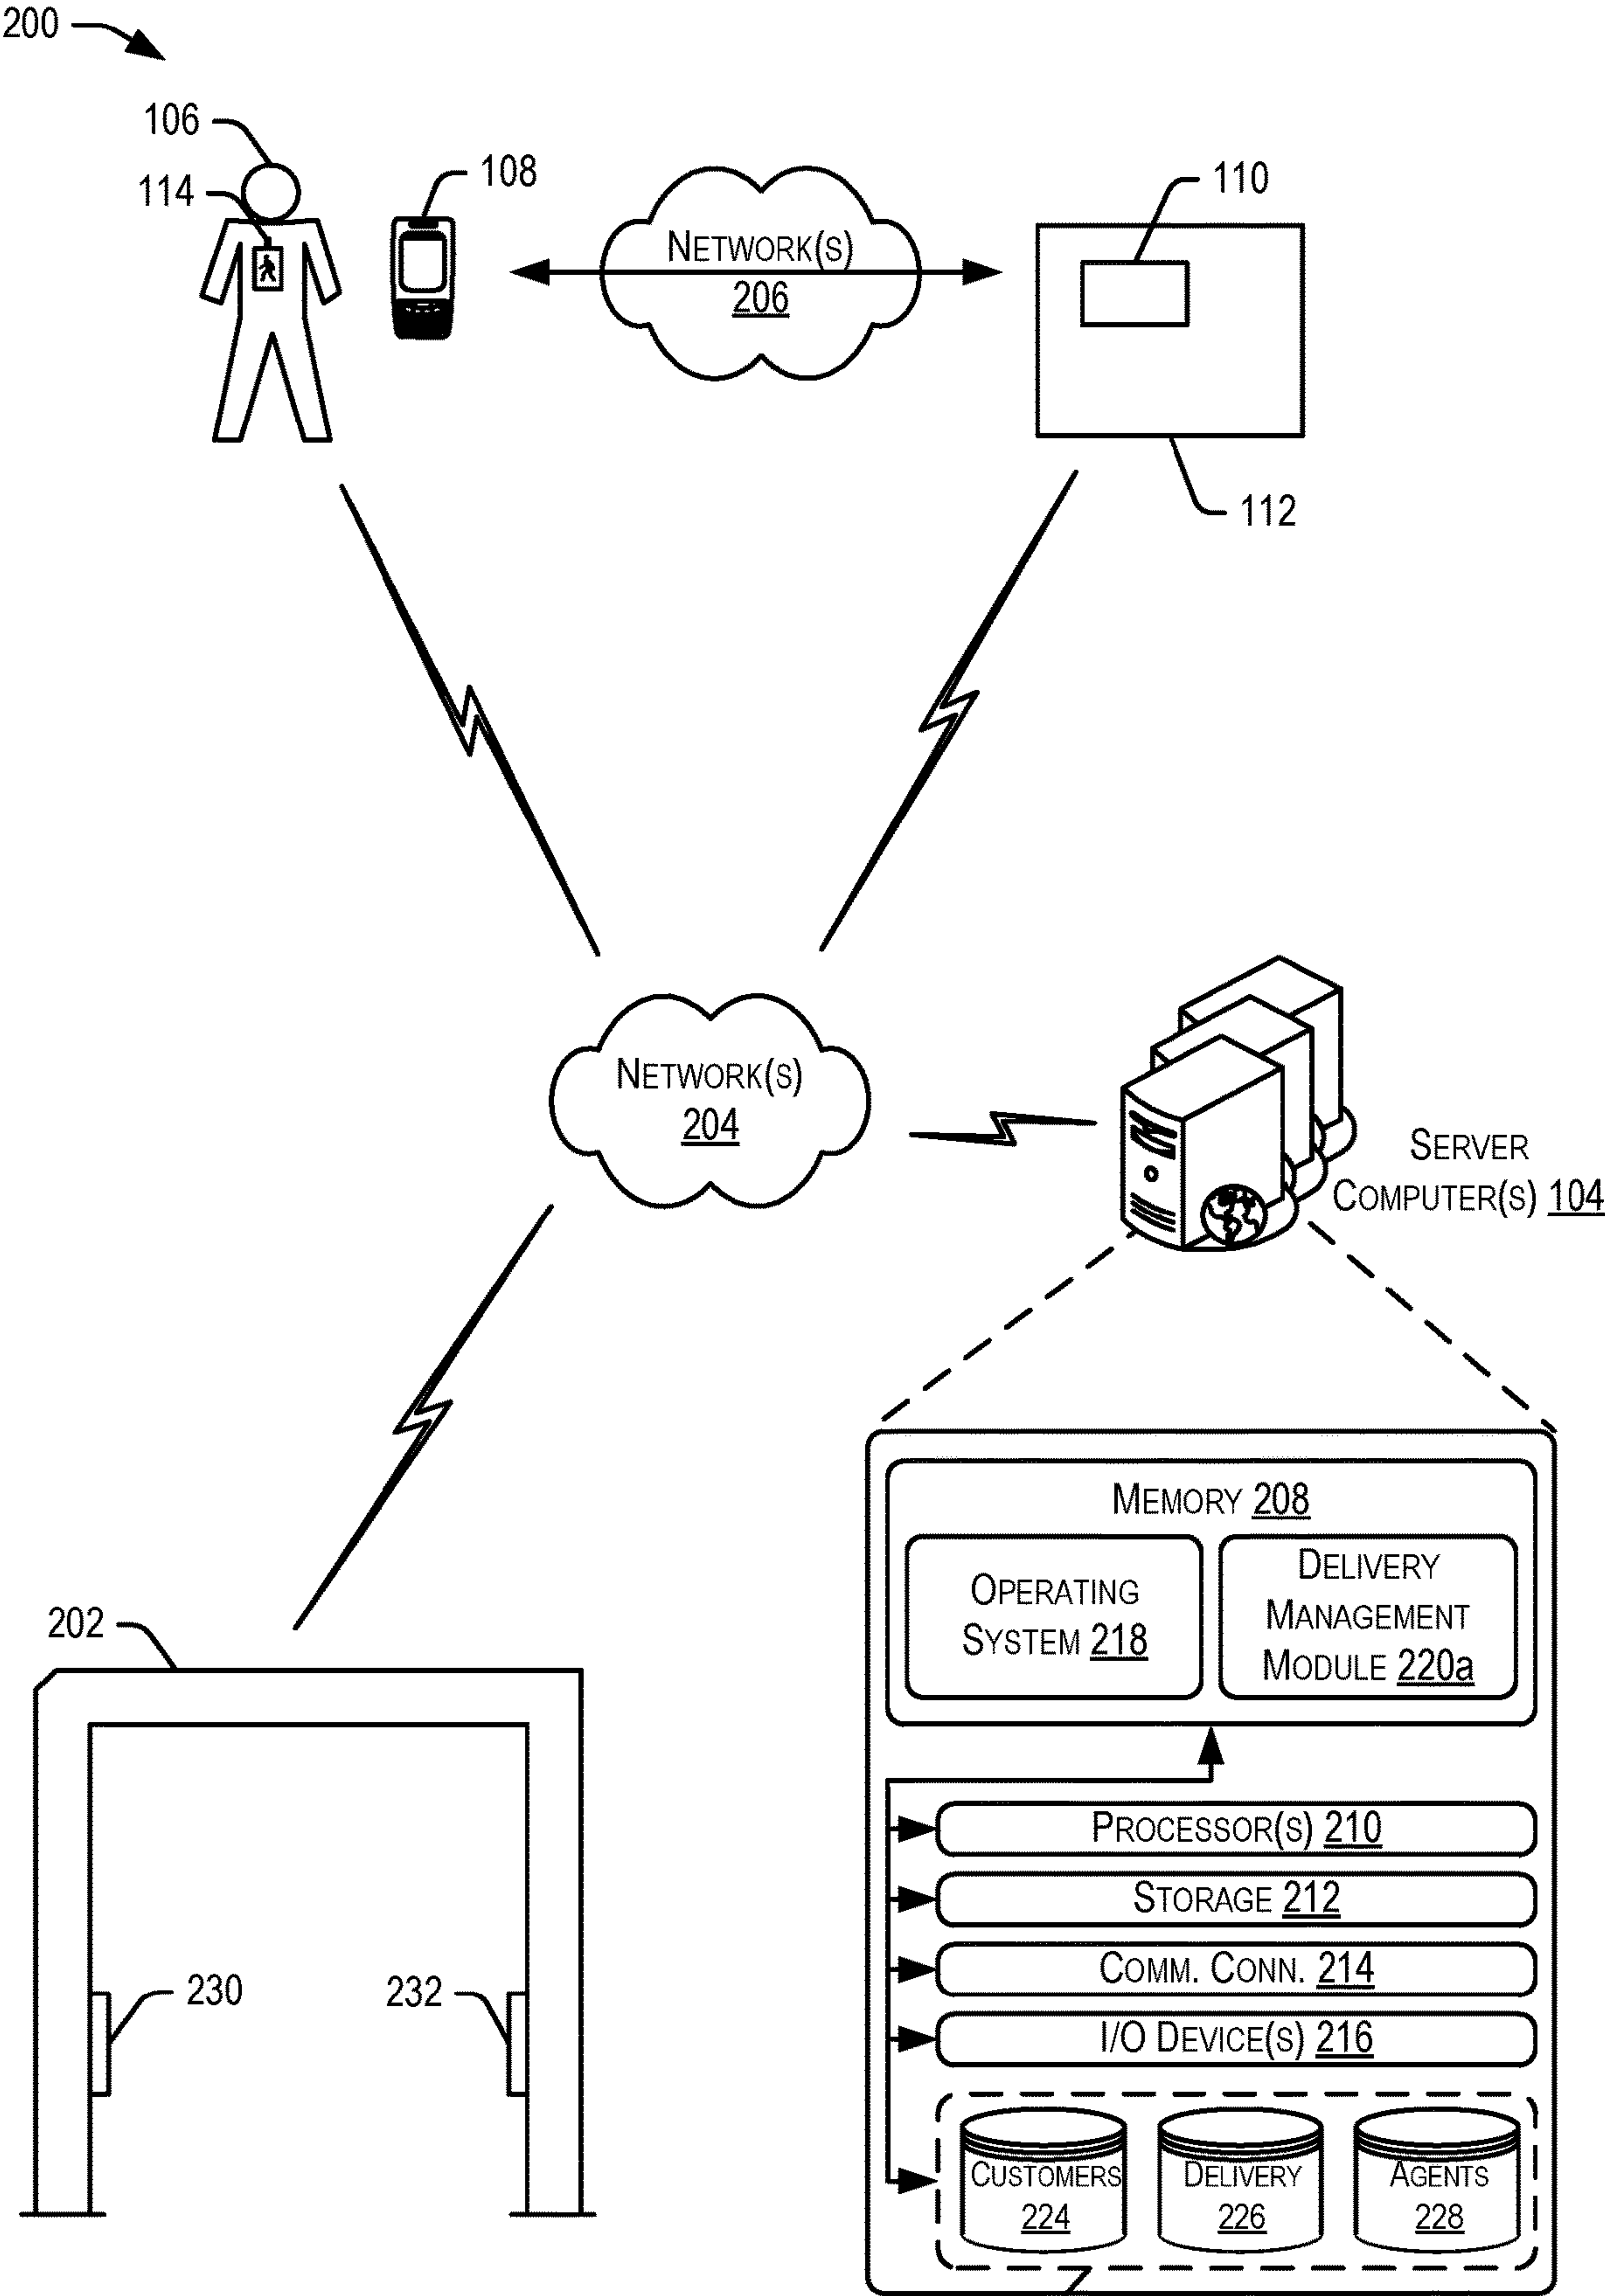 200
106
114
108
110
NETWORK(S)
206
112
NETWORK(S)
204
SERVER
COMPUTER(S) 104
MEMORY 208
OPERATING
SYSTEM 218
DELIVERY
MANAGEMENT
MODULE 220a
202
PROCESSOR(S) 210
STORAGE 212
COMM. CONN. 214
I/O DEVICE(S) 216
230
232
CUSTOMERS
224
DELIVERY
226
AGENTS
228